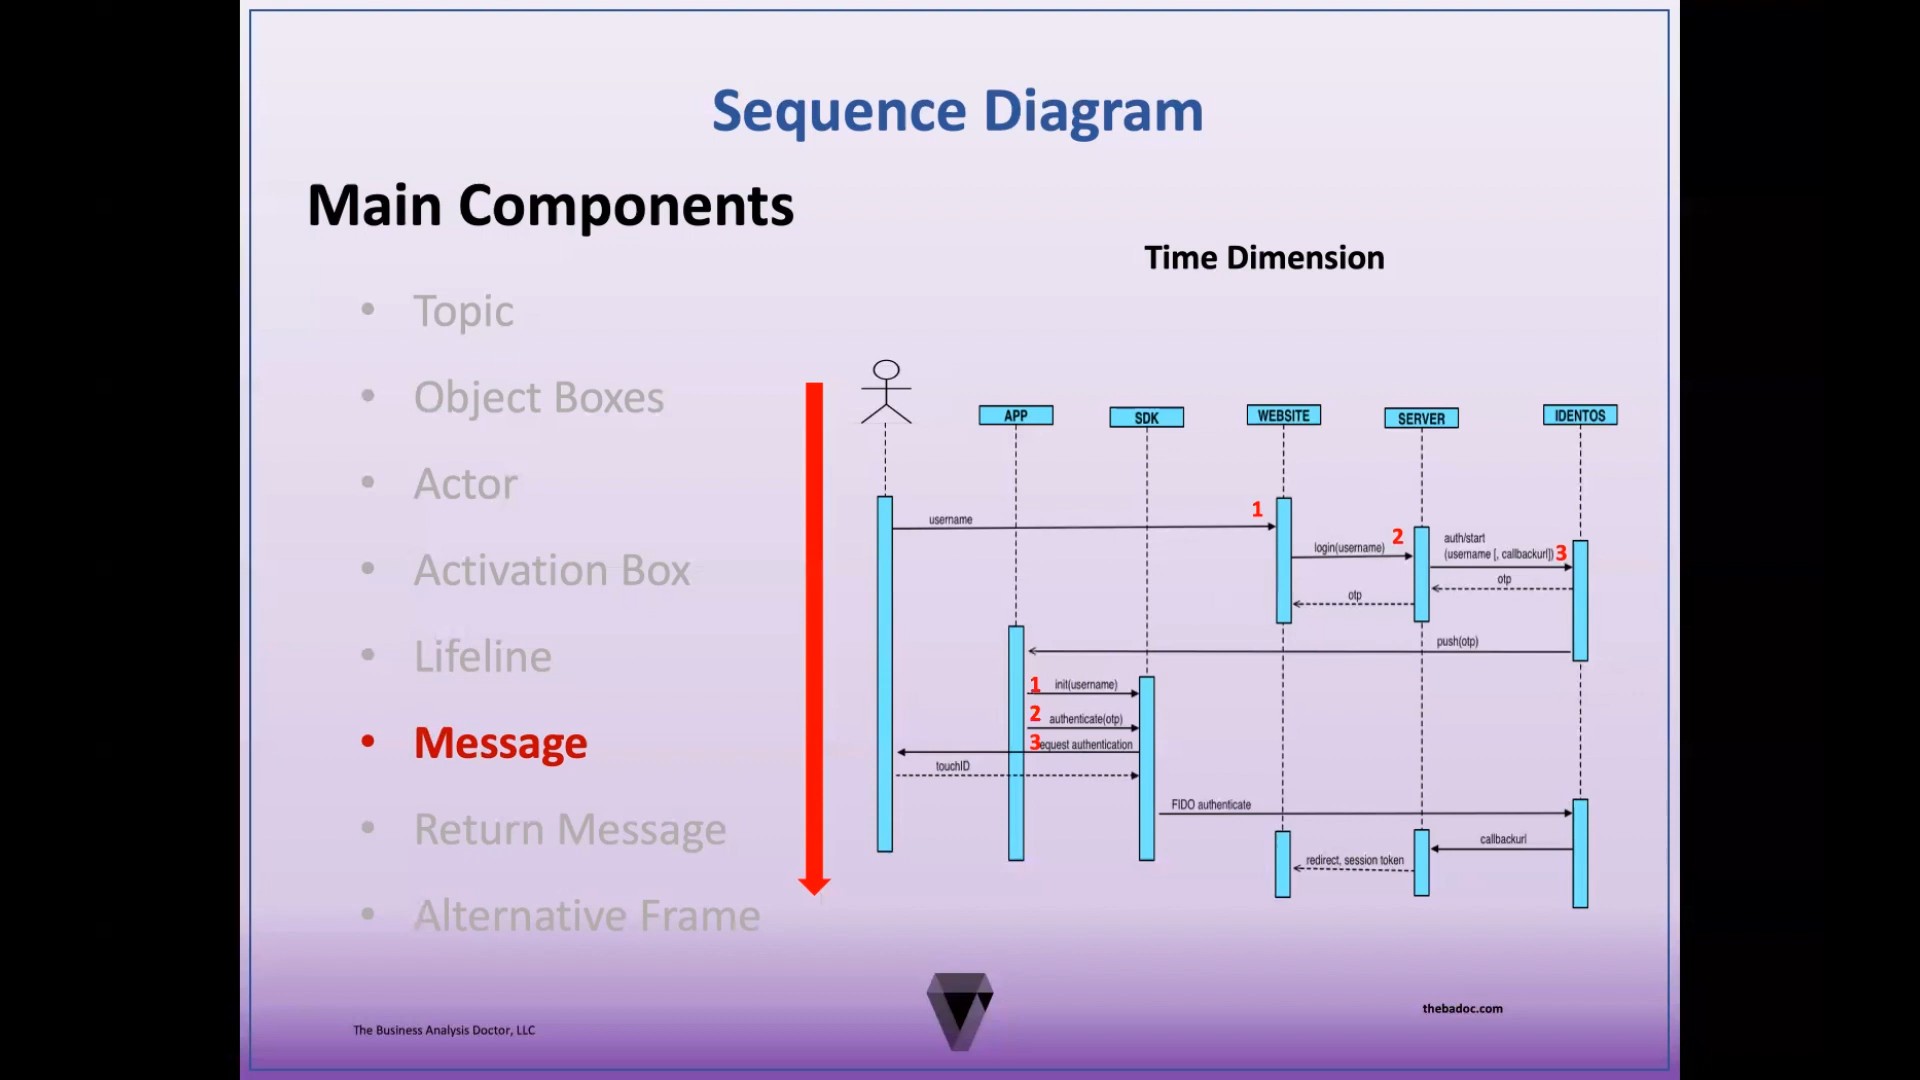 Sequence Diagram
Main Components
Time Dimension
• Topic
• Object Boxes
• Actor
• Activation Box
• Lifeline
• Message
• Return Message
• Alternative Frame
APP
SDK
WEBSITE
SERVER
IDENTOS
username
1
login(username)
2
auth/start
(username [, callbackurl])
3
otp
otp
push(otp)
1 init(username)
2 authenticate(otp)
3 equest authentication
touchID
FIDO authenticate
callbackurl
redirect, session token
The Business Analysis Doctor, LLC
thebadoc.com